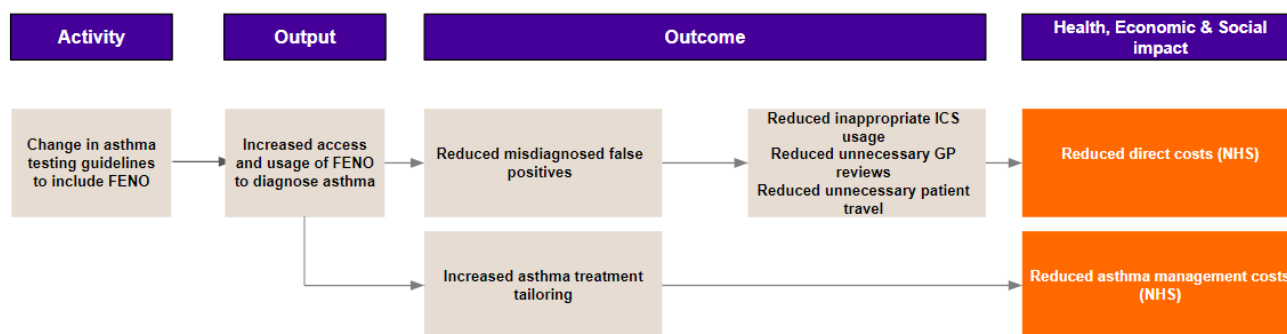 Activity
Output
Outcome
Health, Economic & Social
impact
Change in asthma
testing guidelines
to include FENO
Increased access
and usage of FENO
to diagnose asthma
Reduced misdiagnosed false
positives
Reduced inappropriate ICS
usage
Reduced unnecessary GP
reviews
Reduced unnecessary patient
travel
Reduced direct costs (NHS)
Increased asthma treatment
tailoring
Reduced asthma management costs
(NHS)